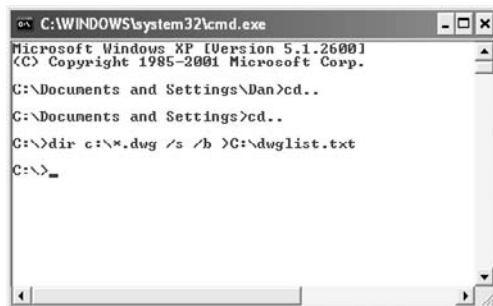 C:\WINDOWS\system32\cmd.exe
Microsoft Windows XP [Version 5.1.2600]
(C) Copyright 1985-2001 Microsoft Corp.
C:\Documents and Settings\Dan>cd..
C:\Documents and Settings>cd..
C:\>dir c:\*.dwg /s /b >C:\dwglist.txt
C:\>_